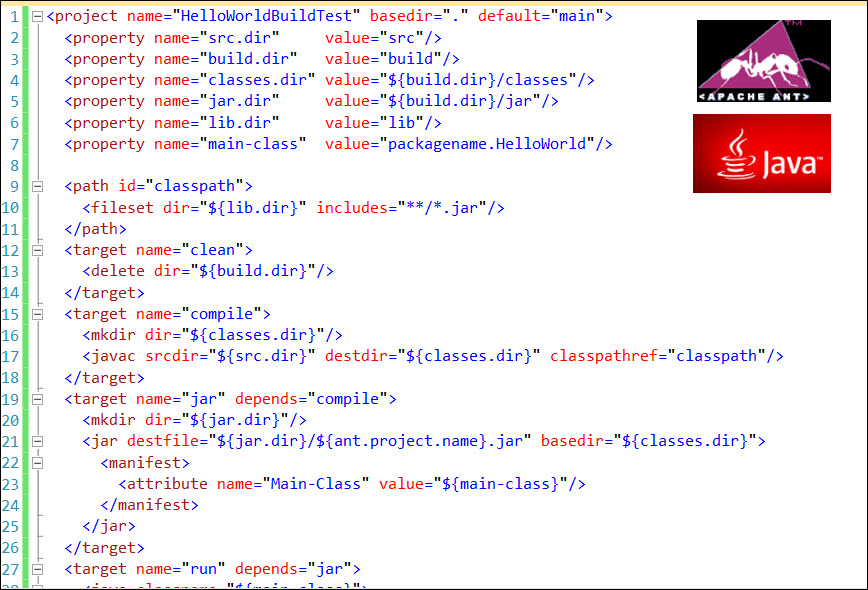 1 <project name="HelloWorldBuildTest" basedir="." default="main">
2 <property name="src.dir" value="src"/>
3 <property name="build.dir" value="build"/>
4 <property name="classes.dir" value="${build.dir}/classes"/>
5 <property name="jar.dir" value="${build.dir}/jar"/>
6 <property name="lib.dir" value="lib"/>
7 <property name="main-class" value="packagename.HelloWorld"/>
8
9 <path id="classpath">
10 <fileset dir="${lib.dir}" includes="**/*.jar"/>
11 </path>
12 <target name="clean">
13 <delete dir="${build.dir}"/>
14 </target>
15 <target name="compile">
16 <mkdir dir="${classes.dir}"/>
17 <javac srcdir="${src.dir}" destdir="${classes.dir}" classpathref="classpath"/>
18 </target>
19 <target name="jar" depends="compile">
20 <mkdir dir="${jar.dir}"/>
21 <jar destfile="${jar.dir}/${ant.project.name}.jar" basedir="${classes.dir}">
22 <manifest>
23 <attribute name="Main-Class" value="${main-class}"/>
24 </manifest>
25 </jar>
26 </target>
27 <target name="run" depends="jar">
28 <java classname="${main-class}">
TM
<APACHE ANT>
Java™